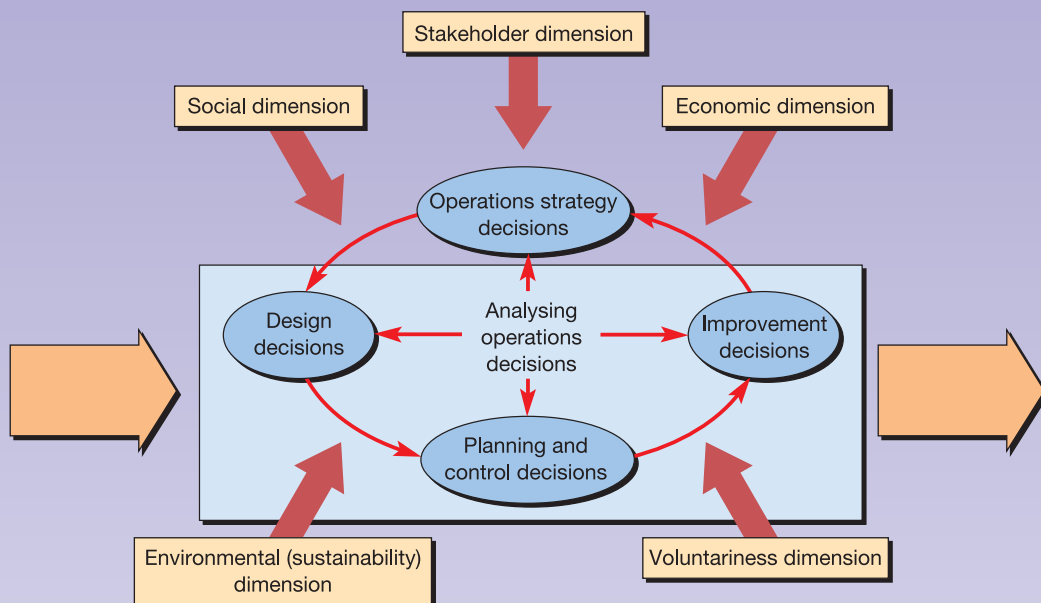 Stakeholder dimension
Social dimension
Economic dimension
Operations strategy
decisions
Design
decisions
Analysing
operations
decisions
Improvement
decisions
Planning and
control decisions
Environmental (sustainability)
dimension
Voluntariness dimension